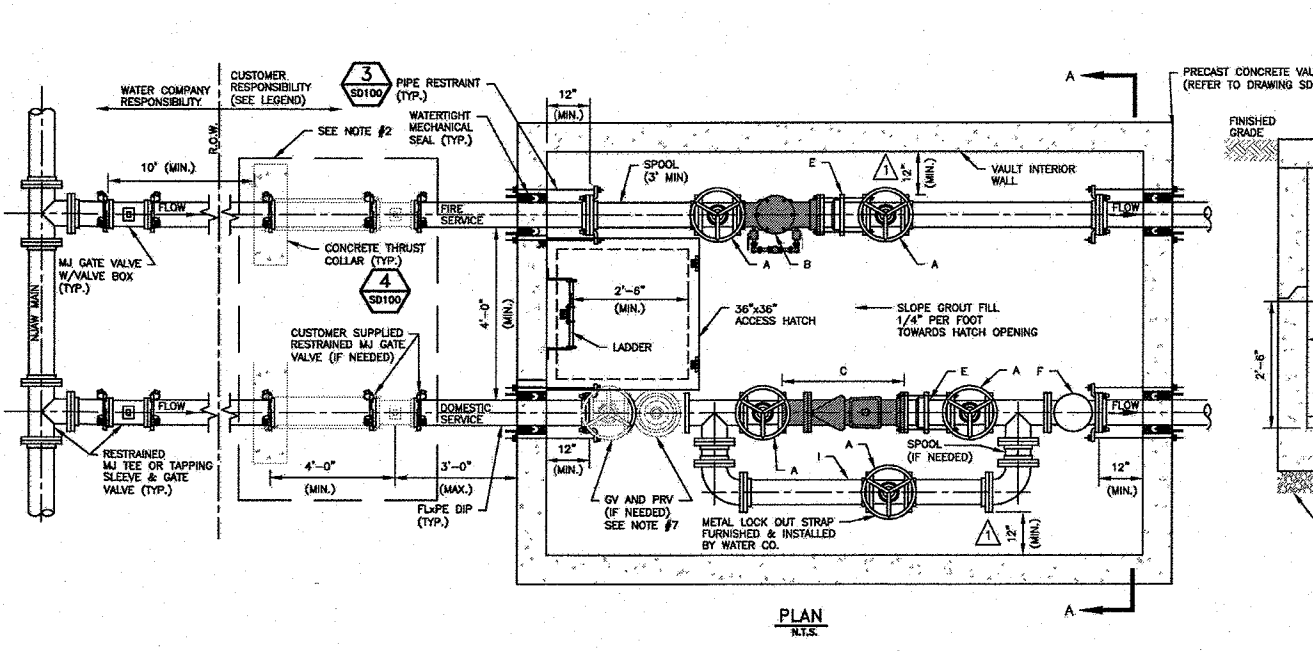 WATER COMPANY
RESPONSIBILITY
CUSTOMER
RESPONSIBILITY
(SEE LEGEND)
R.O.W.
3
SD100
PIPE RESTRAINT
(TYP.)
WATERTIGHT
MECHANICAL
SEAL (TYP.)
12"
(MIN.)
A
PRECAST CONCRETE
(REFER TO DRAWING
FINISHED
GRADE
SEE NOTE #2
10' (MIN.)
SPOOL
(3' MIN)
E
1
12"
(MIN.)
VAULT INTERIOR
WALL
FLOW
FIRE
SERVICE
FLOW
MJ GATE VALVE
W/VALVE BOX
(TYP.)
CONCRETE THRUST
COLLAR (TYP.)
4
SD100
A
B
A
NJAW MAIN
4'-0"
(MIN.)
2'-6"
(MIN.)
36"x36"
ACCESS HATCH
SLOPE GROUT FILL
1/4" PER FOOT
TOWARDS HATCH OPENING
LADDER
CUSTOMER SUPPLIED
RESTRAINED MJ GATE
VALVE (IF NEEDED)
C
E
A
F
2'-6"
FLOW
DOMESTIC
SERVICE
FLOW
RESTRAINED
MJ TEE OR TAPPING
SLEEVE & GATE
VALVE (TYP.)
4'-0"
(MIN.)
3'-0"
(MAX.)
12"
(MIN.)
A
I
A
SPOOL
(IF NEEDED)
12"
(MIN.)
FLxPE DIP
(TYP.)
GV AND PRV
(IF NEEDED)
SEE NOTE #7
METAL LOCK OUT STRAP
FURNISHED & INSTALLED
BY WATER CO.
1
12"
(MIN.)
A
PLAN
N.T.S.